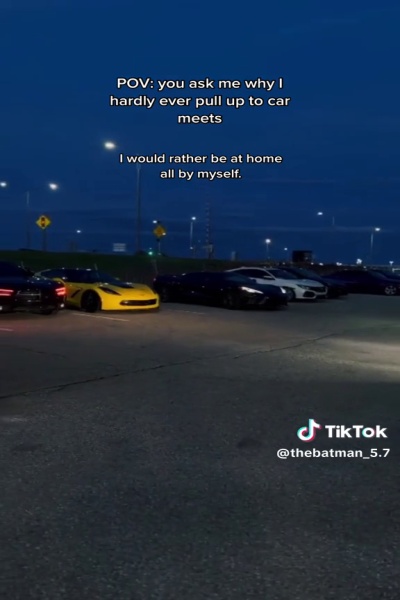 POV: you ask me why I
hardly ever pull up to car
meets
I would rather be at home
all by myself.
TikTok
@thebatman_5.7